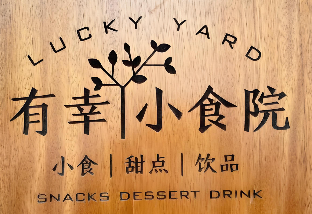 LUCKY YARD
有幸小食院
小食 | 甜点 | 饮品
SNACKS DESSERT DRINK